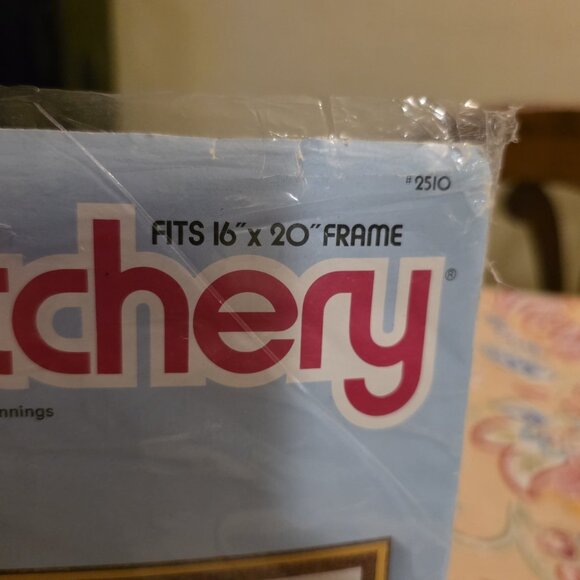 #2510
FITS 16" x 20" FRAME
tchery®
nnings